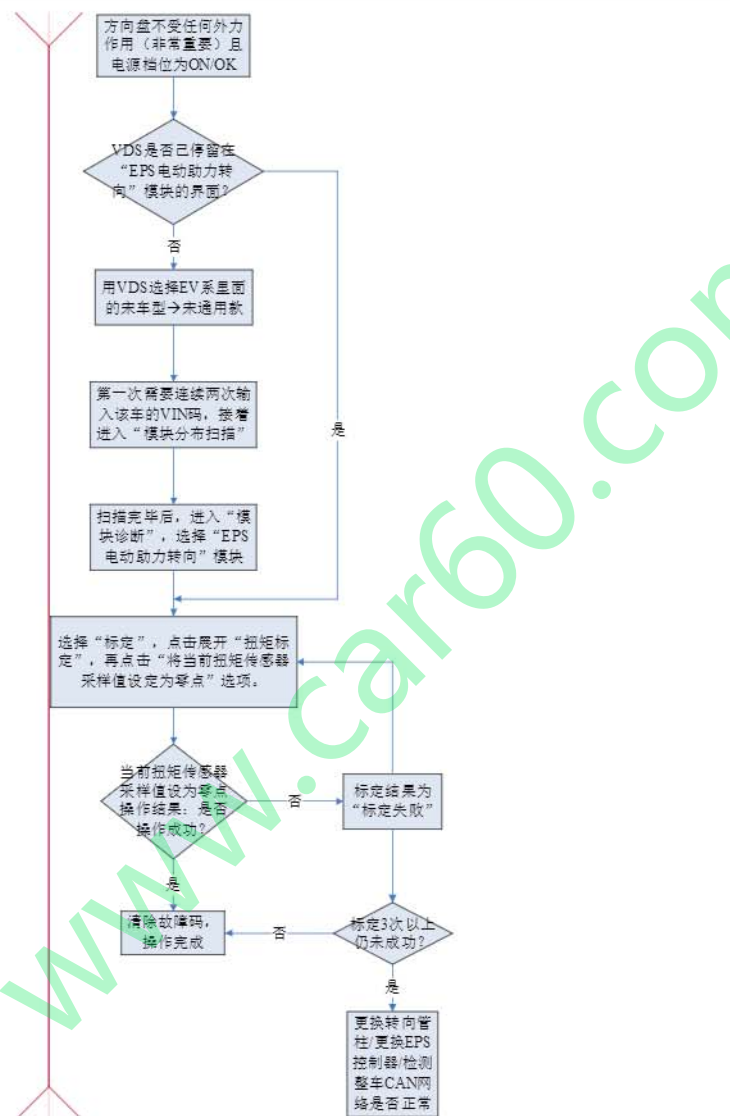 方向盘不受任何外力
作用（非常重要）且
电源档位为ON/OK
VDS是否已停留在
“EPS电动助力转
向”模块的界面？
否
用VDS选择EV系里面
的未车型→未通用款
第一次需要连续两次输
入该车的VIN码，接着
进入“模块分布扫描”
是
扫描完毕后，进入“模
块诊断”，选择“EPS
电动助力转向”模块
选择“标定”，点击展开“扭矩标
定”，再点击“将当前扭矩传感器
采样值设定为零点”选项。
当前扭矩传感器
采样值设为零点
操作结果：是否
操作成功？
否
标定结果为
“标定失败”
是
清除故障码，
操作完成
否
标定3次以上
仍未成功？
是
更换转向管
柱/更换EPS
控制器/检测
整车CAN网
络是否正常
www.car60.com